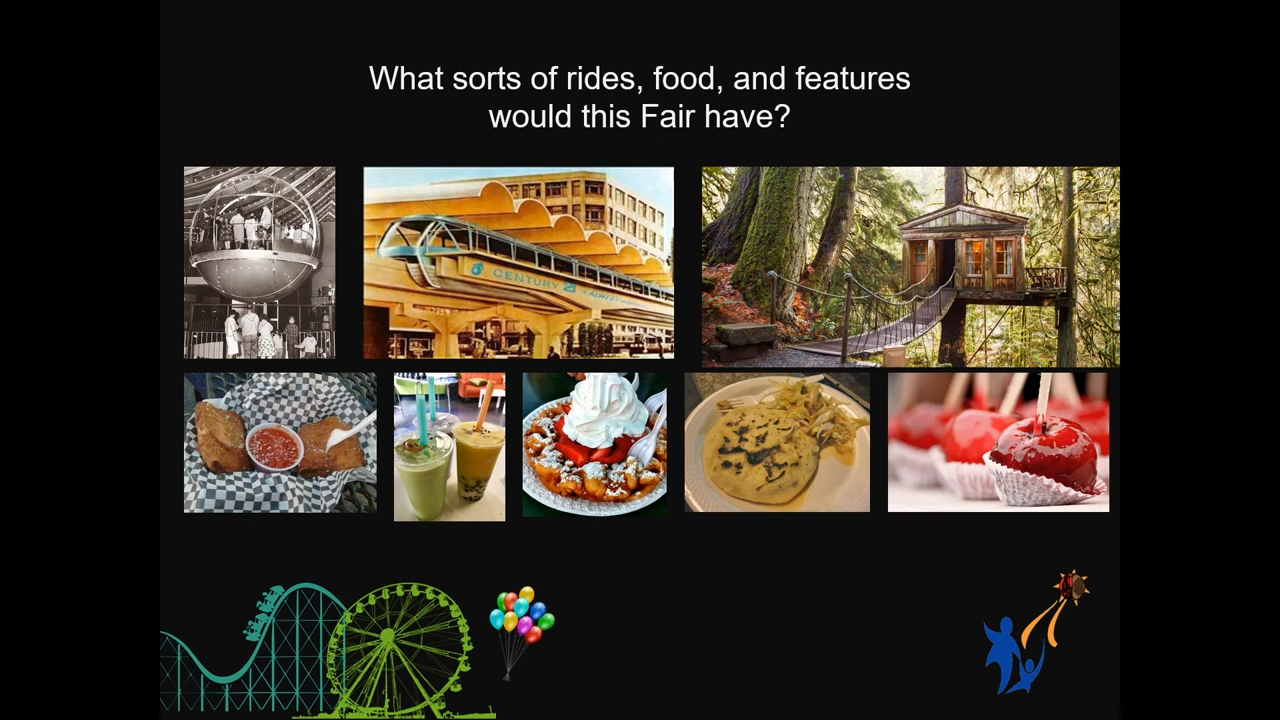 What sorts of rides, food, and features
would this Fair have?
CENTURY 21